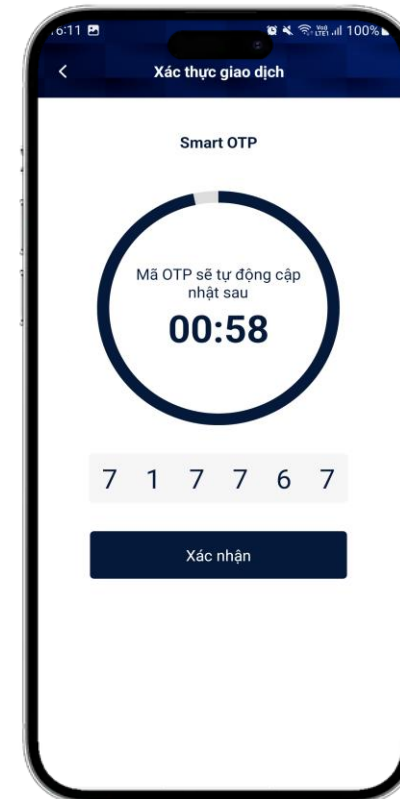 6:11 100%
Xác thực giao dịch
Smart OTP
Mã OTP sẽ tự động cập
nhật sau
00:58
7 1 7 7 6 7
Xác nhận